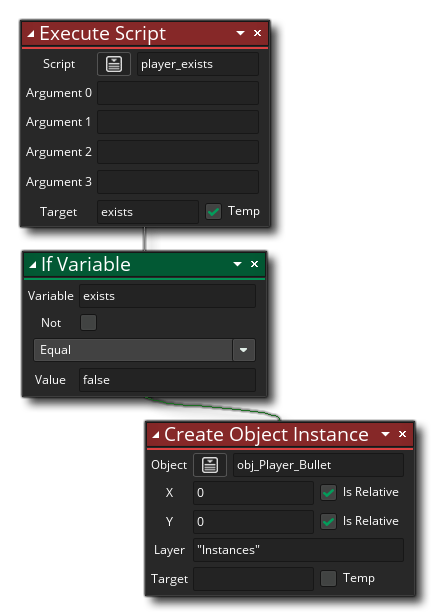 Execute Script
Script player_exists
Argument 0
Argument 1
Argument 2
Argument 3
Target exists Temp
If Variable
Variable exists
Not
Equal
Value false
Create Object Instance
Object obj_Player_Bullet
X 0 Is Relative
Y 0 Is Relative
Layer "Instances"
Target Temp